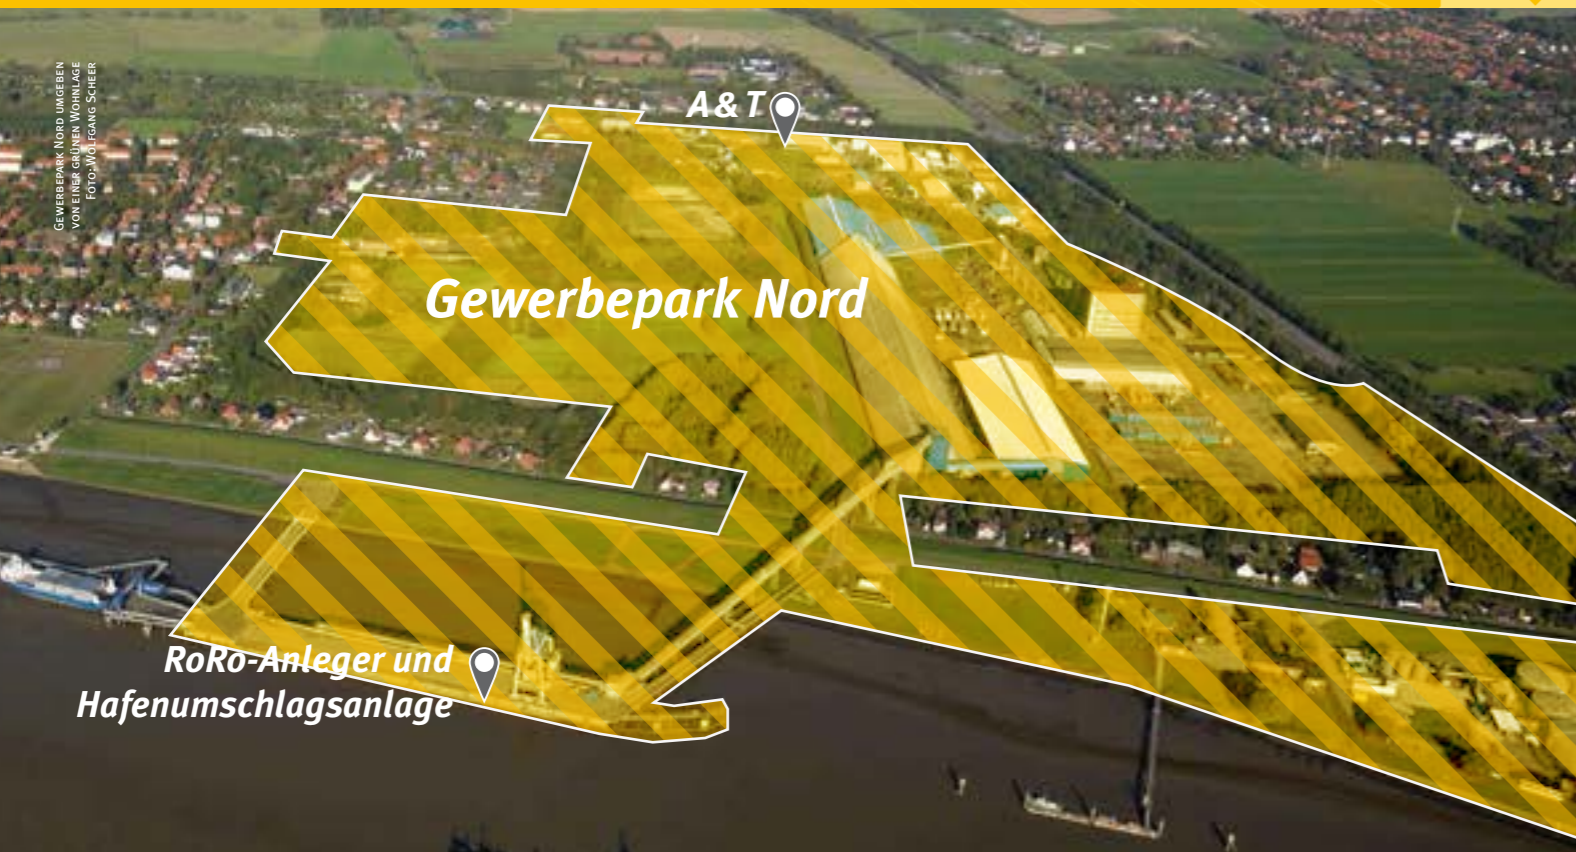 GEWERBEPARK NORD UMGEBEN
VON EINER GRÜNEN WOHNLAGE
FOTO: WOLFGANG SCHEER
A & T
Gewerbepark Nord
RoRo-Anleger und
Hafenumschlagsanlage